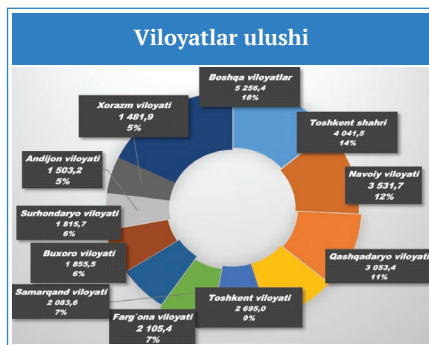 Viloyatlar ulushi
Boshqa viloyatlar
5 256,4
18%
Toshkent shahri
4 041,5
14%
Navoiy viloyati
3 531,7
12%
Qashqadaryo viloyati
3 053,4
11%
Toshkent viloyati
2 695,0
9%
Farg`ona viloyati
2 105,4
7%
Samarqand viloyati
2 083,6
7%
Buxoro viloyati
1 855,5
6%
Surhondaryo viloyati
1 815,7
6%
Andijon viloyati
1 503,2
5%
Xorazm viloyati
1 481,9
5%